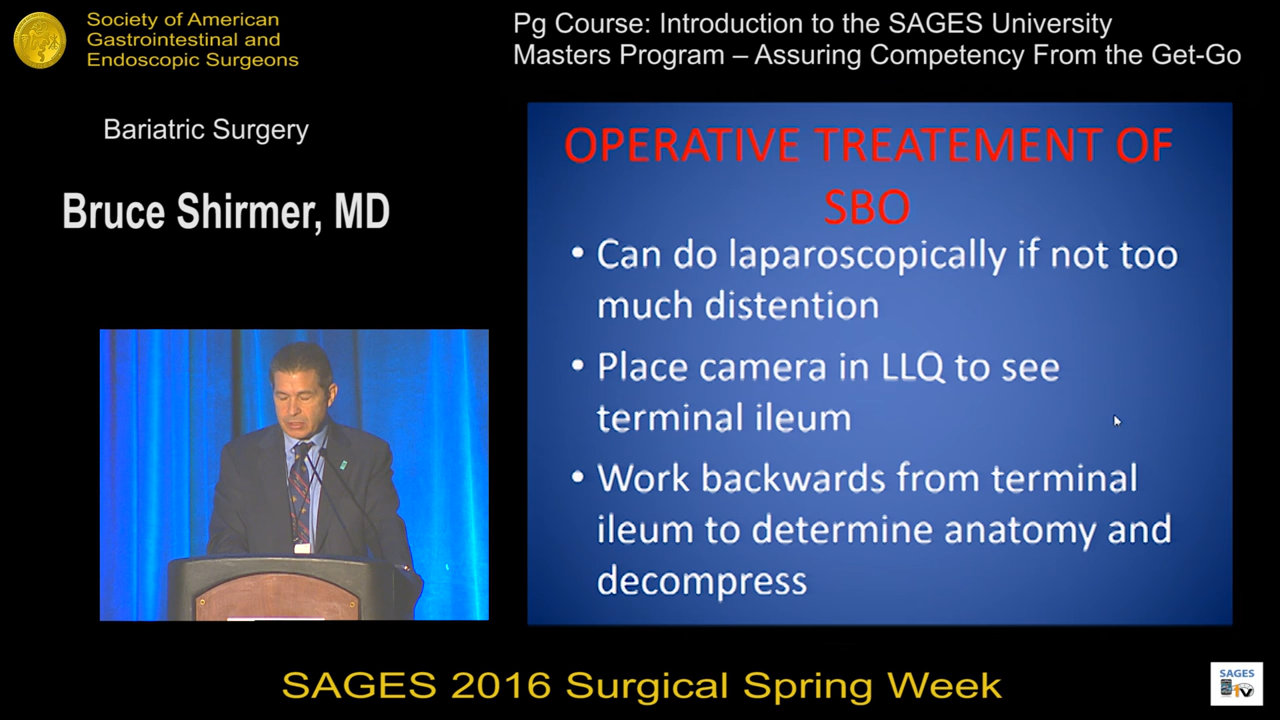 Society of American
Gastrointestinal and
Endoscopic Surgeons
Pg Course: Introduction to the SAGES University
Masters Program – Assuring Competency From the Get-Go
Bariatric Surgery
Bruce Shirmer, MD
OPERATIVE TREATEMENT OF
SBO
• Can do laparoscopically if not too
much distention
• Place camera in LLQ to see
terminal ileum
• Work backwards from terminal
ileum to determine anatomy and
decompress
SAGES 2016 Surgical Spring Week
SAGES
TV